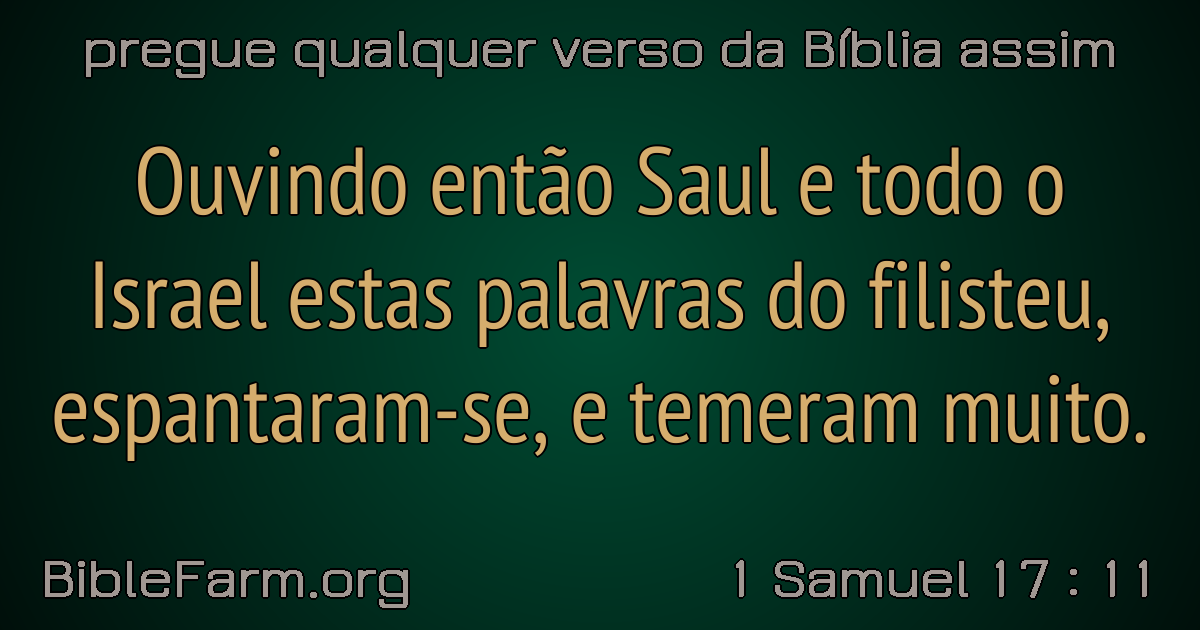 pregue qualquer verso da Bíblia assim
Ouvindo então Saul e todo o
Israel estas palavras do filisteu,
espantaram-se, e temeram muito.
BibleFarm.org
1 Samuel 17 : 11